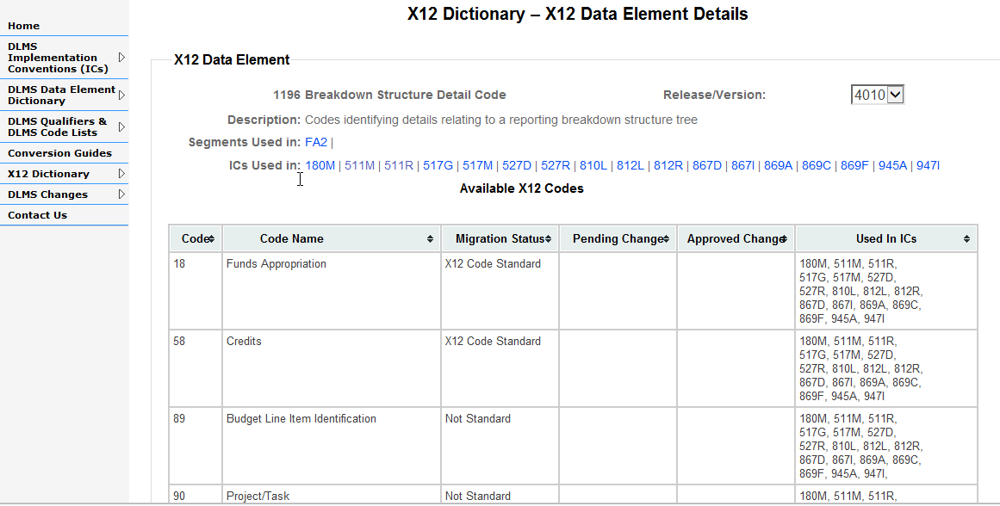 X12 Dictionary – X12 Data Element Details
Home
DLMS
Implementation
Conventions (ICs)
DLMS Data Element
Dictionary
DLMS Qualifiers &
DLMS Code Lists
Conversion Guides
X12 Dictionary
DLMS Changes
Contact Us
X12 Data Element
1196 Breakdown Structure Detail Code Release/Version: 4010
Description: Codes identifying details relating to a reporting breakdown structure tree
Segments Used in: FA2 |
ICs Used in: 180M | 511M | 511R | 517G | 517M | 527D | 527R | 810L | 812L | 812R | 867D | 867I | 869A | 869C | 869F | 945A | 947I
Available X12 Codes
Code Code Name Migration Status Pending Change Approved Change Used In ICs
18 Funds Appropriation X12 Code Standard 180M, 511M, 511R,
517G, 517M, 527D,
527R, 810L, 812L, 812R,
867D, 867I, 869A, 869C,
869F, 945A, 947I
58 Credits X12 Code Standard 180M, 511M, 511R,
517G, 517M, 527D,
527R, 810L, 812L, 812R,
867D, 867I, 869A, 869C,
869F, 945A, 947I
89 Budget Line Item Identification Not Standard 180M, 511M, 511R,
517G, 517M, 527D,
527R, 810L, 812L, 812R,
867D, 867I, 869A, 869C,
869F, 945A, 947I,
90 Project/Task Not Standard 180M, 511M, 511R,